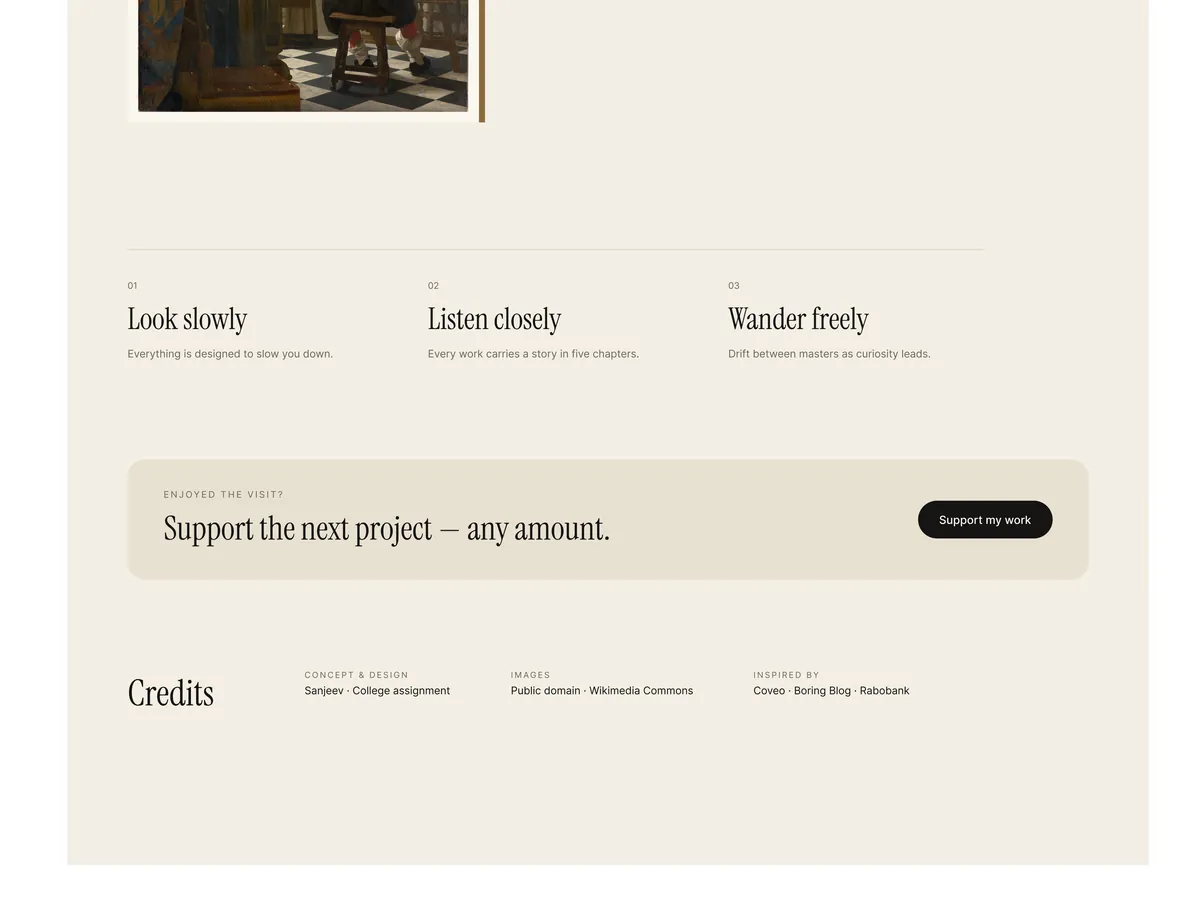 01
Look slowly
Everything is designed to slow you down.
02
Listen closely
Every work carries a story in five chapters.
03
Wander freely
Drift between masters as curiosity leads.
ENJOYED THE VISIT?
Support the next project — any amount.
Support my work
Credits
CONCEPT & DESIGN
Sanjeev · College assignment
IMAGES
Public domain · Wikimedia Commons
INSPIRED BY
Coveo · Boring Blog · Rabobank